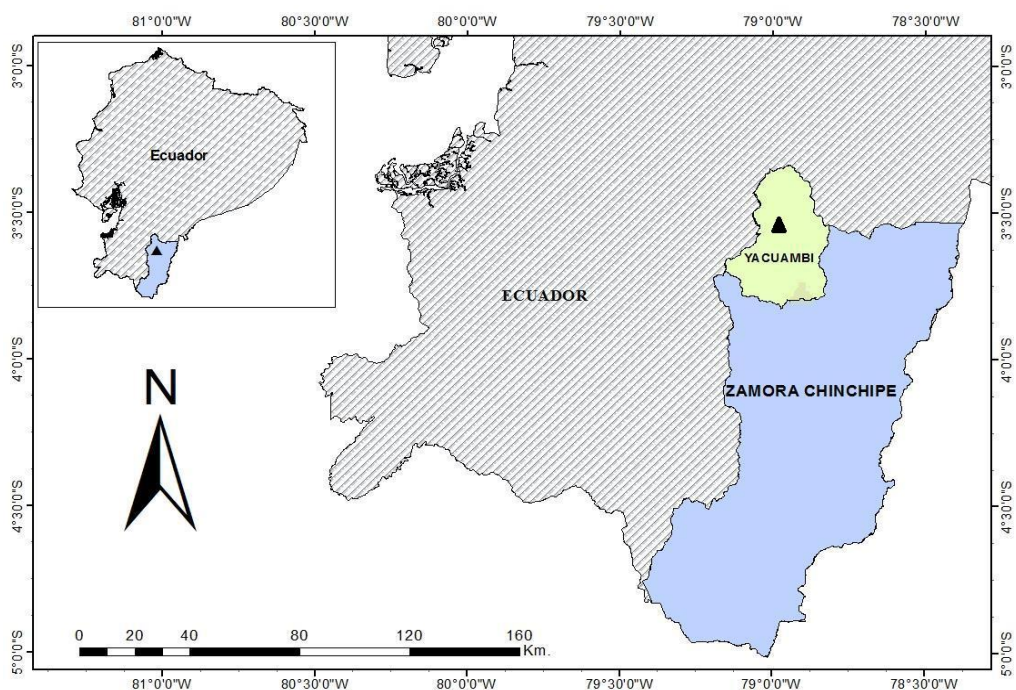 81°0'0"W 80°30'0"W 80°0'0"W 79°30'0"W 79°0'0"W 78°30'0"W
3°0'0"S 3°0'0"S
Ecuador
3°30'0"S 3°30'0"S
YACUAMBI
ECUADOR
4°0'0"S 4°0'0"S
ZAMORA CHINCHIPE
N
4°30'0"S 4°30'0"S
0 20 40 80 120 160
Km.
5°0'0"S 5°0'0"S
81°0'0"W 80°30'0"W 80°0'0"W 79°30'0"W 79°0'0"W 78°30'0"W